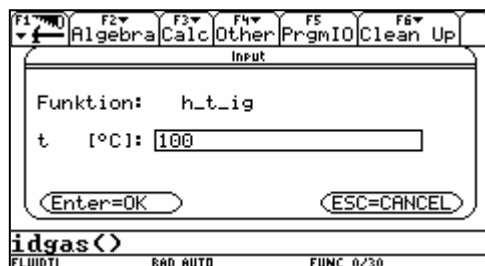 F1 F2 F3 F4 F5 F6
Algebra Calc Other PrgmIO Clean Up
Input
Funktion: h_t_ig
t [°C]: 100
Enter=OK ESC=CANCEL
idgas()
FLUIDTI RAD AUTO FUNC 0/30